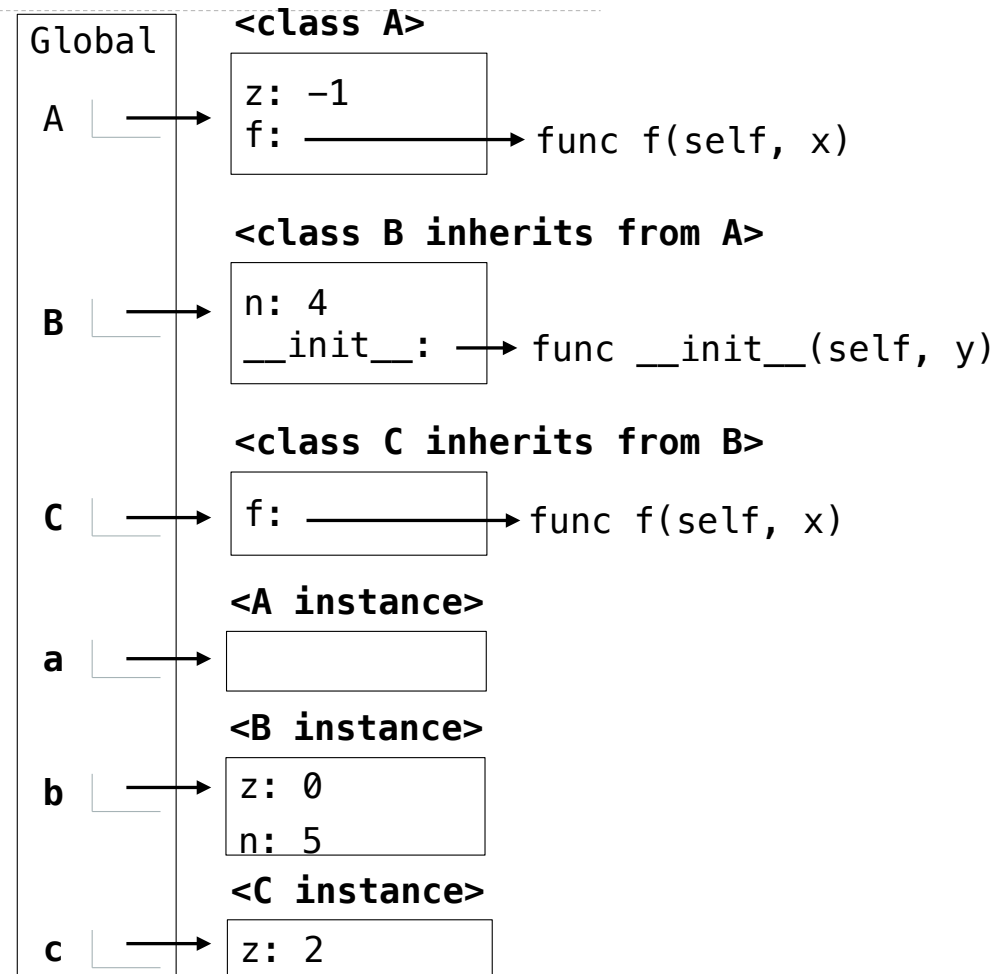 Global
<class A>
A
z: −1
f:
func f(self, x)
<class B inherits from A>
B
n: 4
__init__:
func __init__(self, y)
<class C inherits from B>
C
f:
func f(self, x)
<A instance>
a
<B instance>
b
z: 0
n: 5
<C instance>
c
z: 2